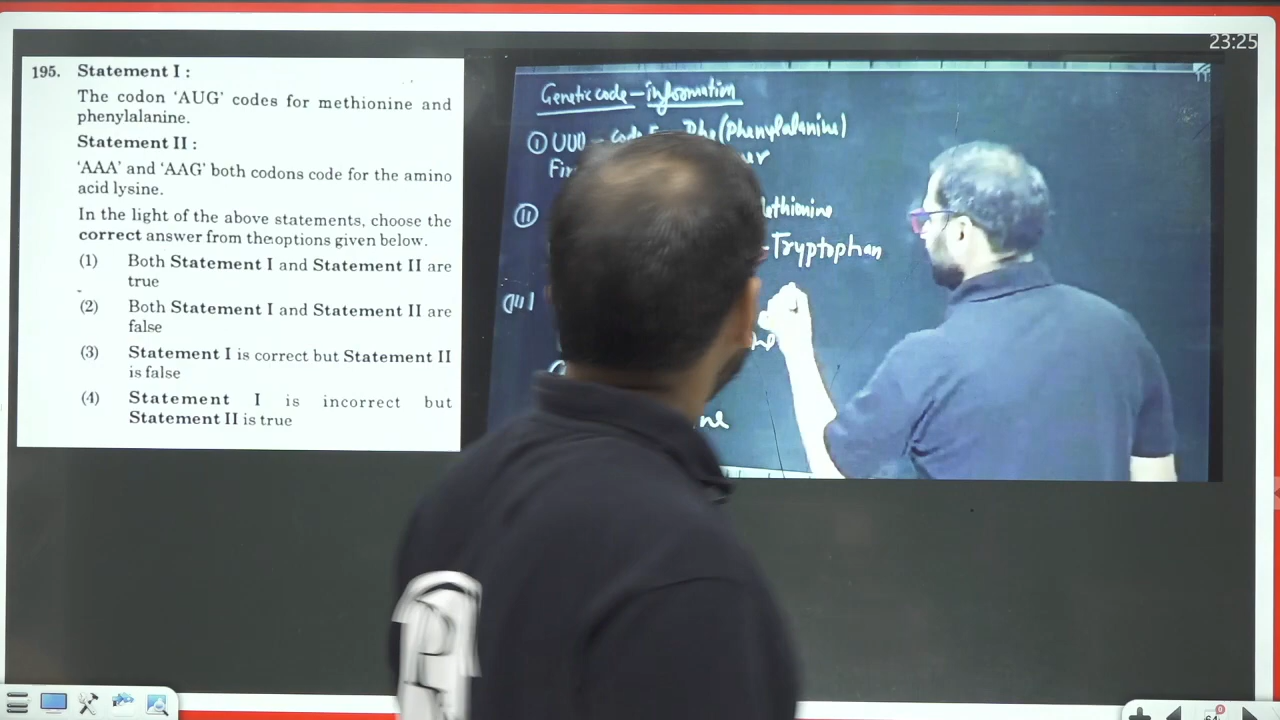 23:25
195. Statement I :
The codon 'AUG' codes for methionine and
phenylalanine.
Statement II :
'AAA' and 'AAG' both codons code for the amino
acid lysine.
In the light of the above statements, choose the
correct answer from the options given below.
(1) Both Statement I and Statement II are
true
(2) Both Statement I and Statement II are
false
(3) Statement I is correct but Statement II
is false
(4) Statement I is incorrect but
Statement II is true
Genetic code - information
(I) UUU - code Phe (phenylalanine)
(II)
- Tryptophan
(III)